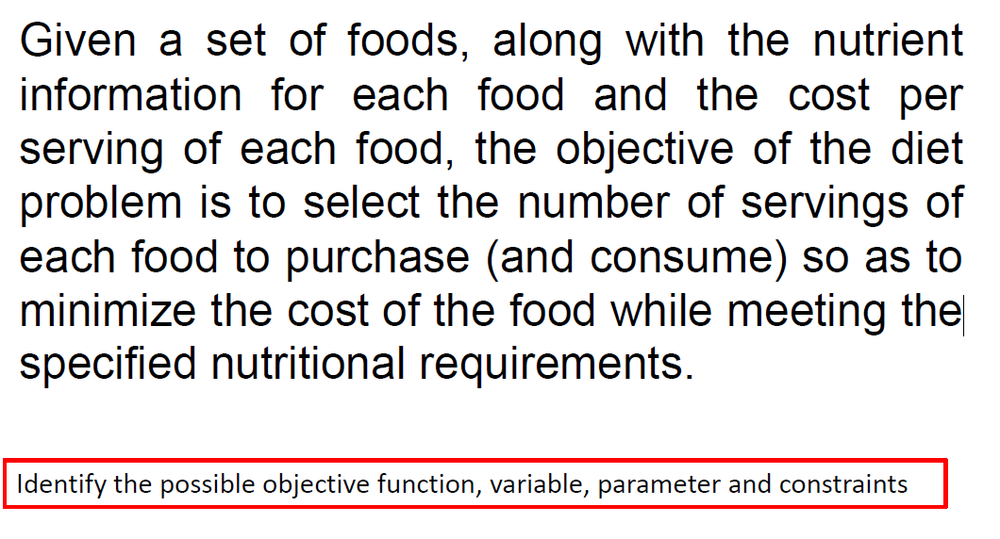 Given a set of foods, along with the nutrient
information for each food and the cost per
serving of each food, the objective of the diet
problem is to select the number of servings of
each food to purchase (and consume) so as to
minimize the cost of the food while meeting the
specified nutritional requirements.
Identify the possible objective function, variable, parameter and constraints